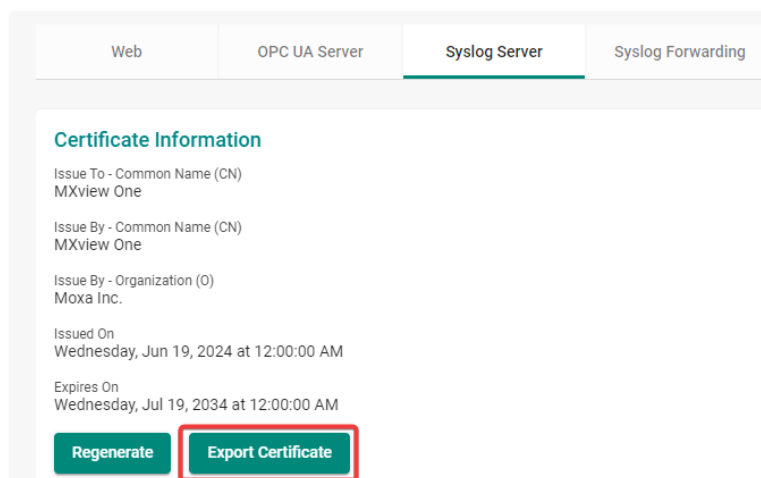 Web OPC UA Server Syslog Server Syslog Forwarding
Certificate Information
Issue To - Common Name (CN)
MXview One
Issue By - Common Name (CN)
MXview One
Issue By - Organization (O)
Moxa Inc.
Issued On
Wednesday, Jun 19, 2024 at 12:00:00 AM
Expires On
Wednesday, Jul 19, 2034 at 12:00:00 AM
Regenerate Export Certificate